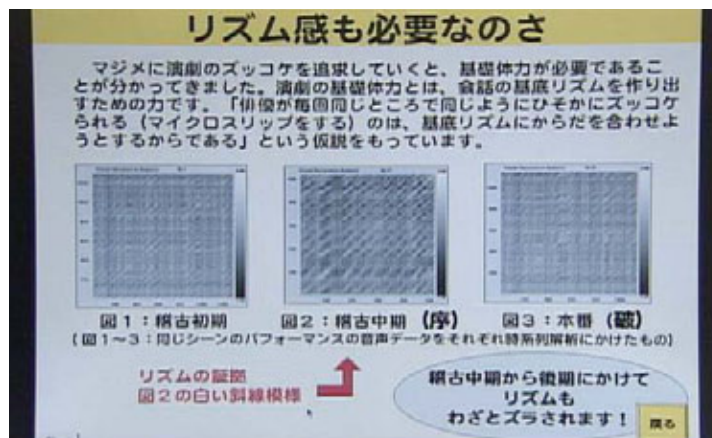 リズム感も必要なのさ
マジメに演劇のズッコケを追求していくと、基礎体力が必要であるこ
とが分かってきました。演劇の基礎体力とは、会話の基底リズムを作り出
すための力です。「俳優が毎回同じところで同じようにひそかにズッコケ
られる（マイクロスリップをする）のは、基底リズムにからだを合わせよ
うとするからである」という仮説をもっています。
図1：稽古初期
図2：稽古中期（序）
図3：本番（破）
（図1～3：同じシーンのパフォーマンスの音声データをそれぞれ時系列解析にかけたもの）
リズムの証拠
図2の白い斜線模様
稽古中期から後期にかけて
リズムも
わざとズラされます！
戻る